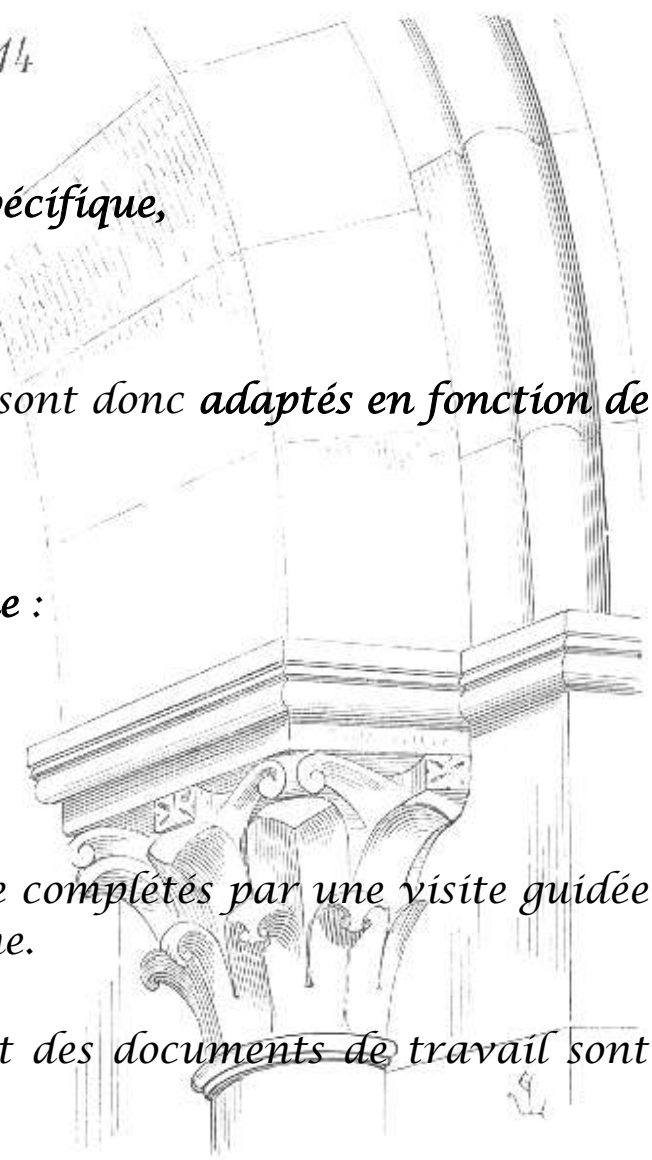 14
pécifique,
sont donc adaptés en fonction de
e :
e complétés par une visite guidée
ne.
t des documents de travail sont